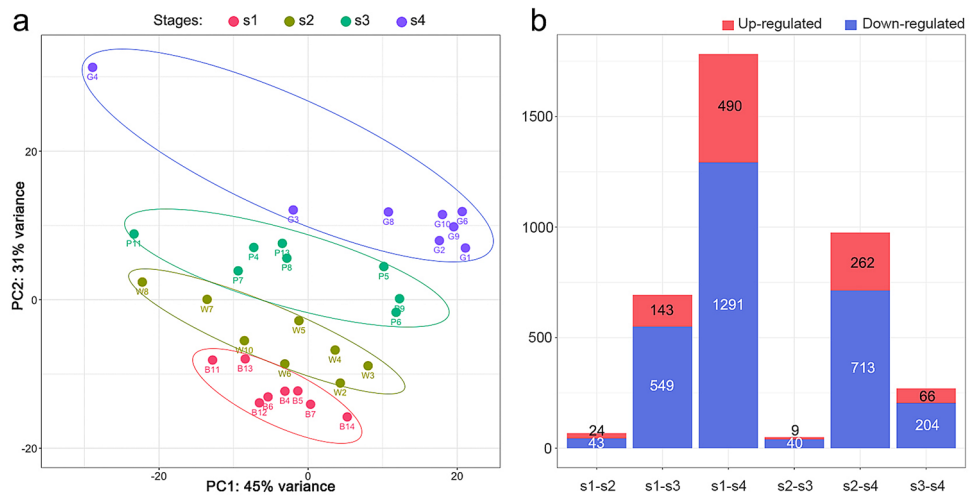 a
Stages: s1 s2 s3 s4
G4
G3
G8
G10
G6
G9
G2
G1
P11
P4
P12
P8
P7
P5
P9
P6
W8
W7
W5
W10
W4
W6
W3
W2
B11
B13
B12
B6
B4
B5
B7
B14
20
0
-20
-20
0
20
PC2: 31% variance
PC1: 45% variance
b
Up-regulated Down-regulated
1500
1000
500
0
24
43
143
549
490
1291
9
40
262
713
66
204
s1-s2 s1-s3 s1-s4 s2-s3 s2-s4 s3-s4